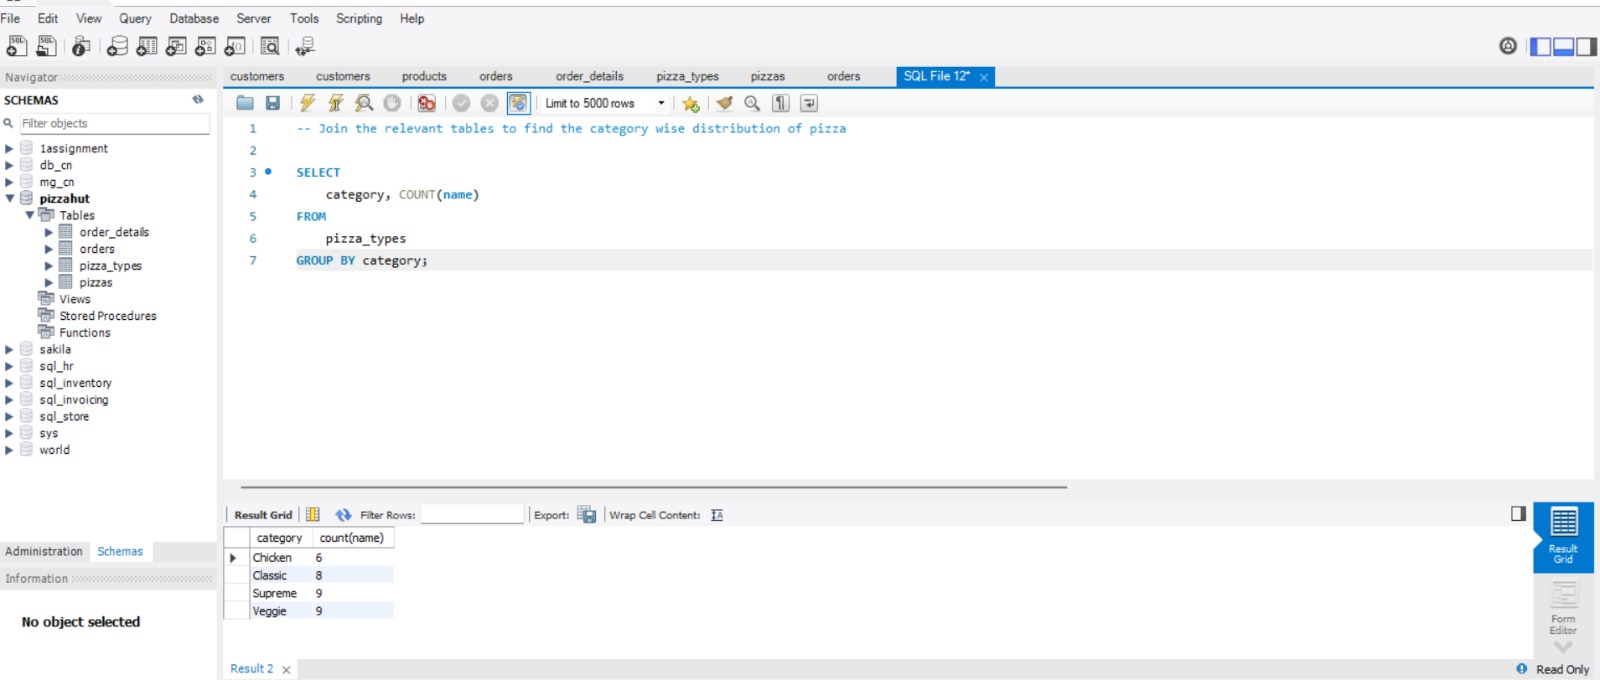 File Edit View Query Database Server Tools Scripting Help
Navigator
SCHEMAS
Filter objects
1assignment
db_cn
mg_cn
pizzahut
Tables
order_details
orders
pizza_types
pizzas
Views
Stored Procedures
Functions
sakila
sql_hr
sql_inventory
sql_invoicing
sql_store
sys
world
Administration Schemas
Information
No object selected
customers customers products orders order_details pizza_types pizzas orders SQL File 12*
Limit to 5000 rows
1 -- Join the relevant tables to find the category wise distribution of pizza
2
3 SELECT
4 category, COUNT(name)
5 FROM
6 pizza_types
7 GROUP BY category;
Result Grid Filter Rows: Export: Wrap Cell Content:
category count(name)
Chicken 6
Classic 8
Supreme 9
Veggie 9
Result
Grid
Form
Editor
Result 2
Read Only